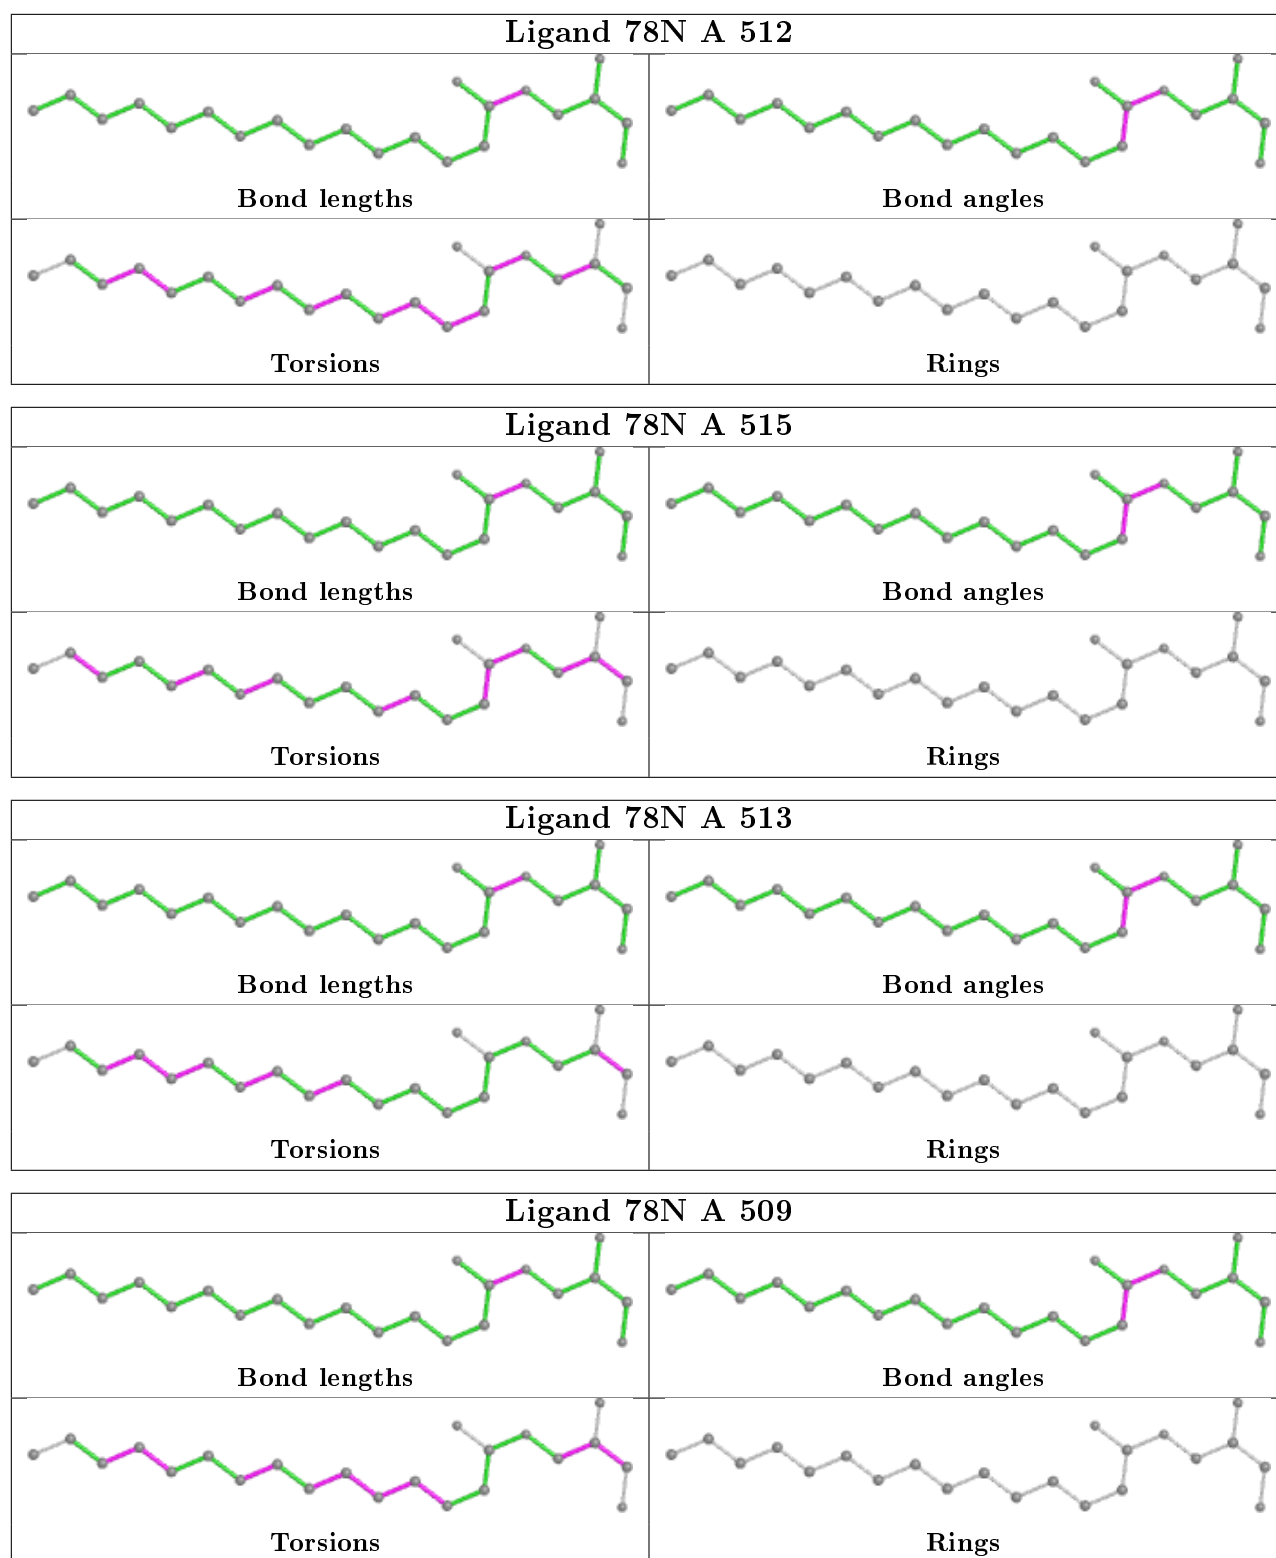 Ligand 78N A 512
Bond lengths
Bond angles
Torsions
Rings
Ligand 78N A 515
Bond lengths
Bond angles
Torsions
Rings
Ligand 78N A 513
Bond lengths
Bond angles
Torsions
Rings
Ligand 78N A 509
Bond lengths
Bond angles
Torsions
Rings